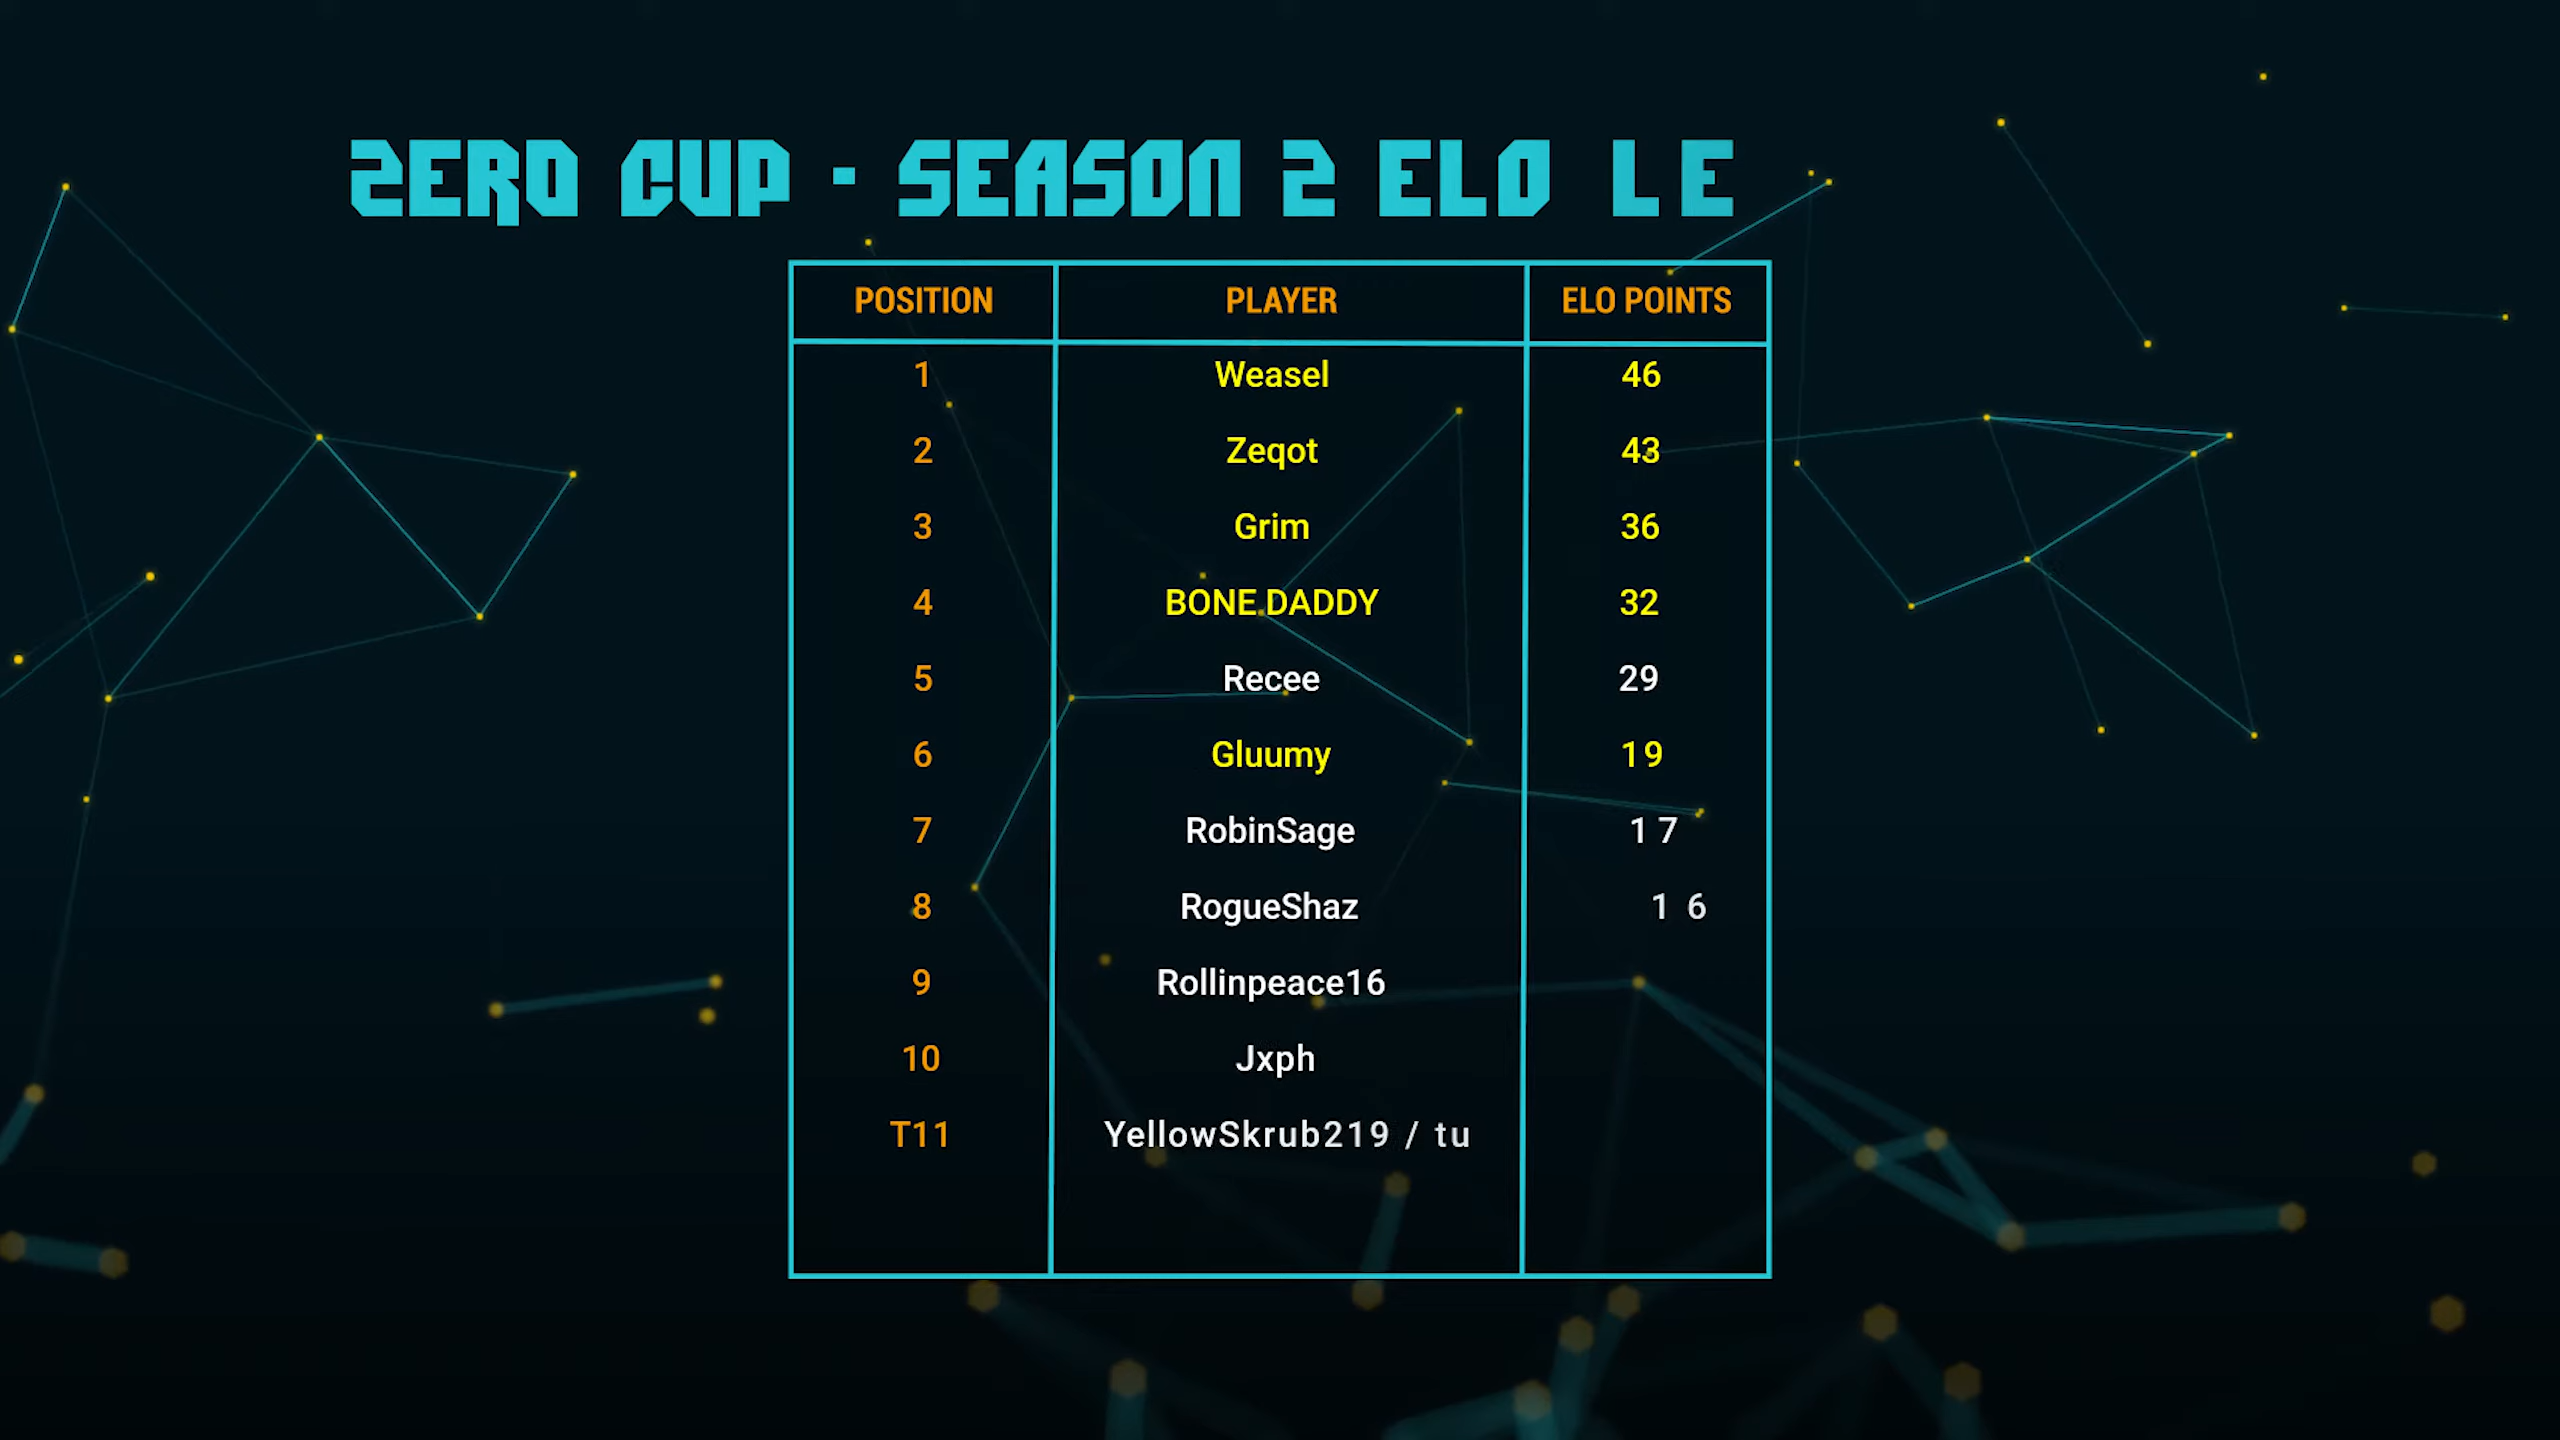 ZERO CUP - SEASON 2 ELO LE
POSITION PLAYER ELO POINTS
1 Weasel 46
2 Zeqot 43
3 Grim 36
4 BONE DADDY 32
5 Recee 29
6 Gluumy 19
7 RobinSage 17
8 RogueShaz 16
9 Rollinpeace16
10 Jxph
T11 YellowSkrub219 / tu